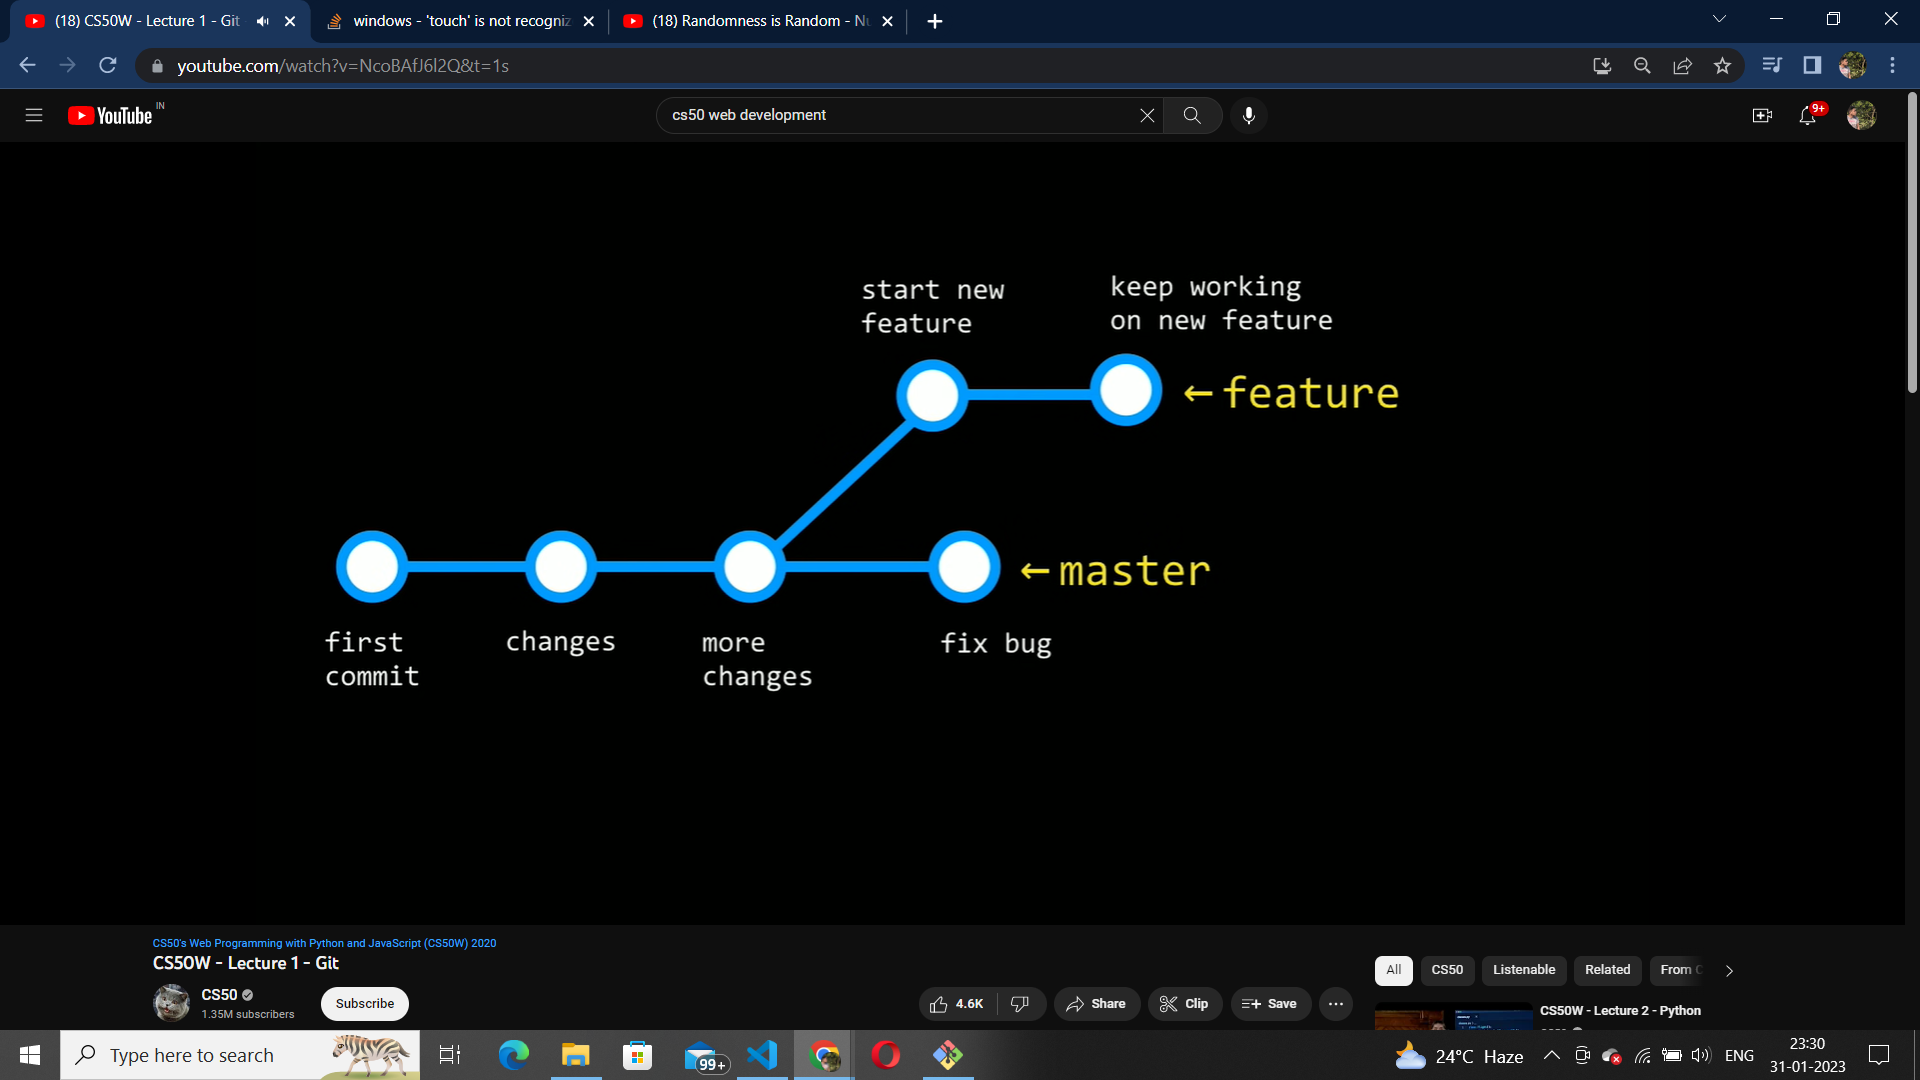 (18) CS50W - Lecture 1 - Git
windows - 'touch' is not recogniz
(18) Randomness is Random - Nu
youtube.com/watch?v=NcoBAfJ6l2Q&t=1s
YouTube IN
cs50 web development
9+
start new
feature
keep working
on new feature
←feature
←master
first
commit
changes
more
changes
fix bug
CS50's Web Programming with Python and JavaScript (CS50W) 2020
CS50W - Lecture 1 - Git
CS50
1.35M subscribers
Subscribe
4.6K
Share
Clip
Save
All
CS50
Listenable
Related
From C
CS50W - Lecture 2 - Python
Type here to search
99+
24°C Haze
ENG
23:30
31-01-2023